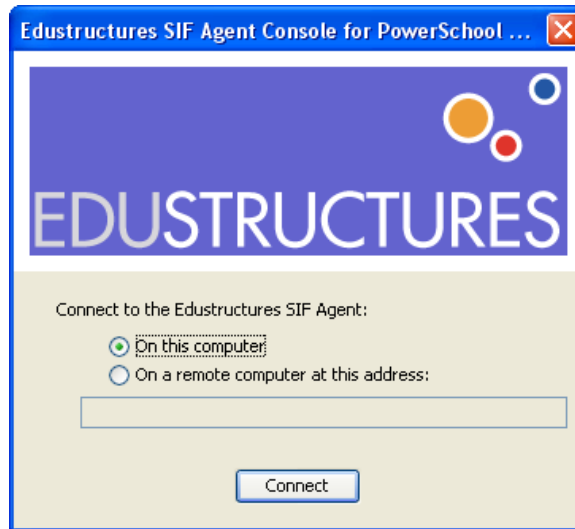 Edustructures SIF Agent Console for PowerSchool ...
EDUSTRUCTURES
Connect to the Edustructures SIF Agent:
On this computer
On a remote computer at this address:
Connect